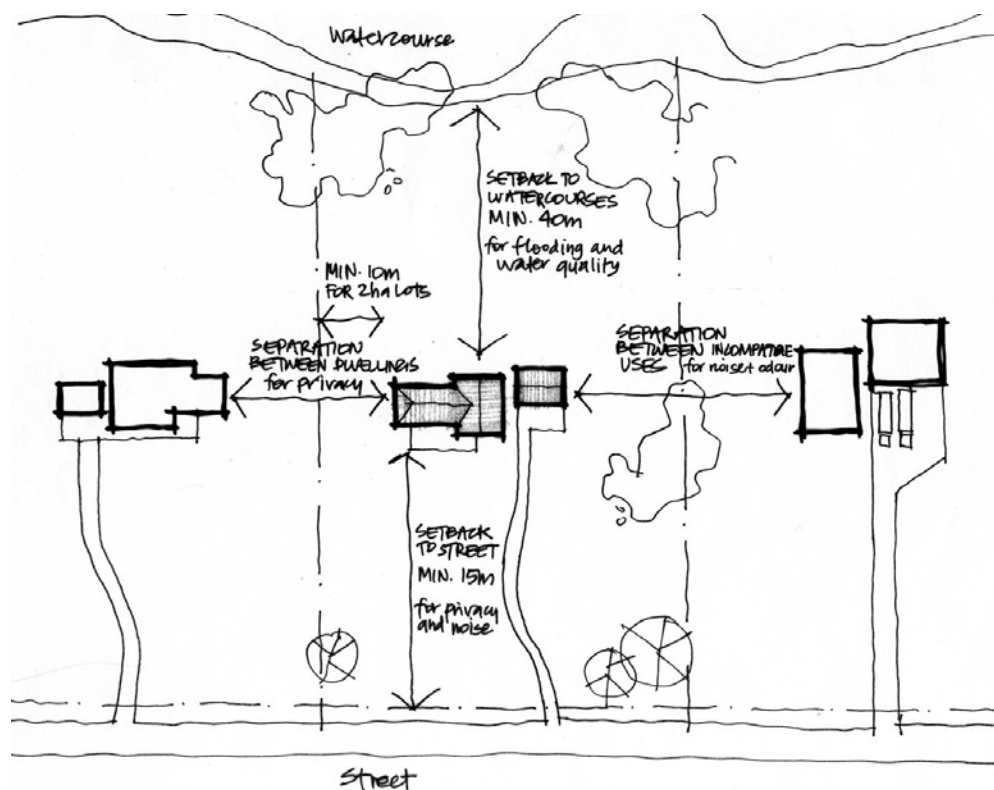 Watercourse
SETBACK TO
WATERCOURSES
MIN. 40m
for flooding and
water quality
MIN. 10m
FOR 2ha LOTS
SEPARATION
BETWEEN DWELLINGS
for privacy
SEPARATION
BETWEEN INCOMPATIBLE
USES for noise + odour
SETBACK
TO STREET
MIN. 15m
for privacy
and noise
Street